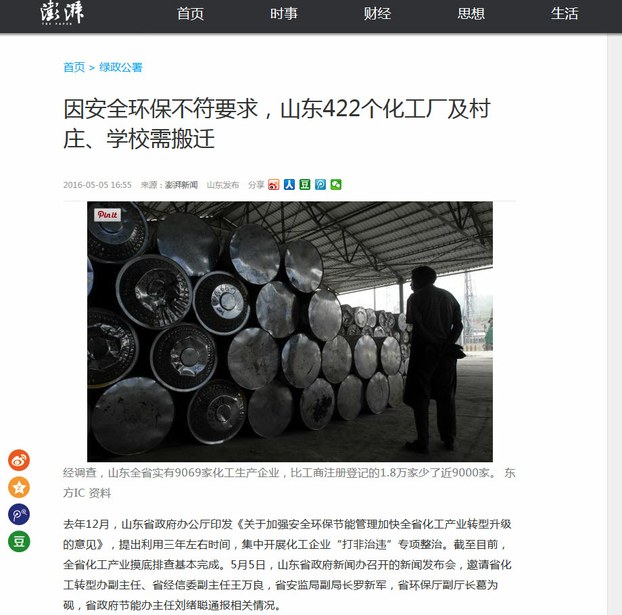 澎湃
THE PAPER
首页 时事 财经 思想 生活
首页 > 绿政公署
因安全环保不符要求，山东422个化工厂及村
庄、学校需搬迁
2016-05-05 16:55 来源：澎湃新闻 山东发布 分享
豆
Pin it
经调查，山东全省实有9069家化工生产企业，比工商注册登记的1.8万家少了近9000家。 东
方IC 资料
去年12月，山东省政府办公厅印发《关于加强安全环保节能管理加快全省化工产业转型升级
的意见》，提出利用三年左右时间，集中开展化工企业“打非治违”专项整治。截至目前，
全省化工产业摸底排查基本完成。5月5日，山东省政府新闻办召开的新闻发布会，邀请省化
工转型办副主任、省经信委副主任王万良，省安监局副局长罗新军，省环保厅副厅长葛为
砚，省政府节能办主任刘绪聪通报相关情况。
豆